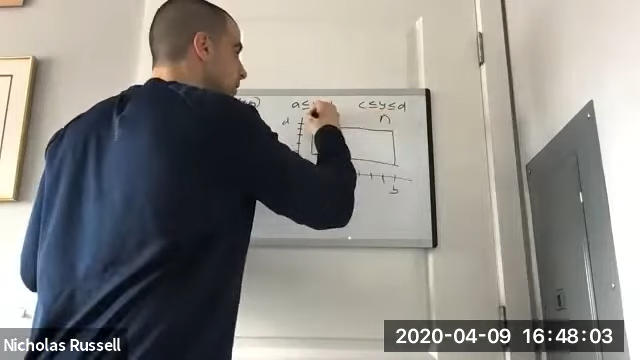 a ≤ c ≤ y ≤ d
d n
b
Nicholas Russell
2020-04-09 16:48:03